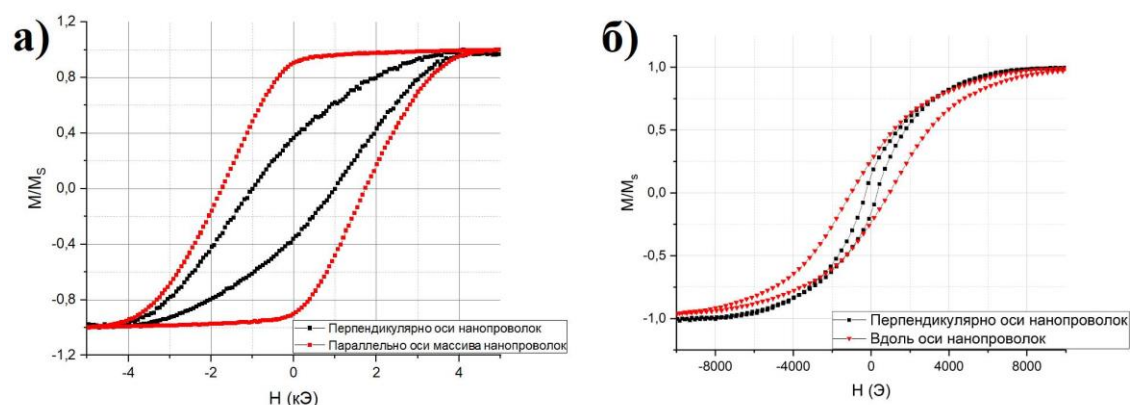 а)
1,2
0,8
0,4
0,0
-0,4
-0,8
-1,2
M/M_S
-4
-2
0
2
4
H (кЭ)
Перпендикулярно оси нанопроволок
Параллельно оси массива нанопроволок
б)
1,0
0,5
0,0
-0,5
-1,0
M/M_s
-8000
-4000
0
4000
8000
H (Э)
Перпендикулярно оси нанопроволок
Вдоль оси нанопроволок